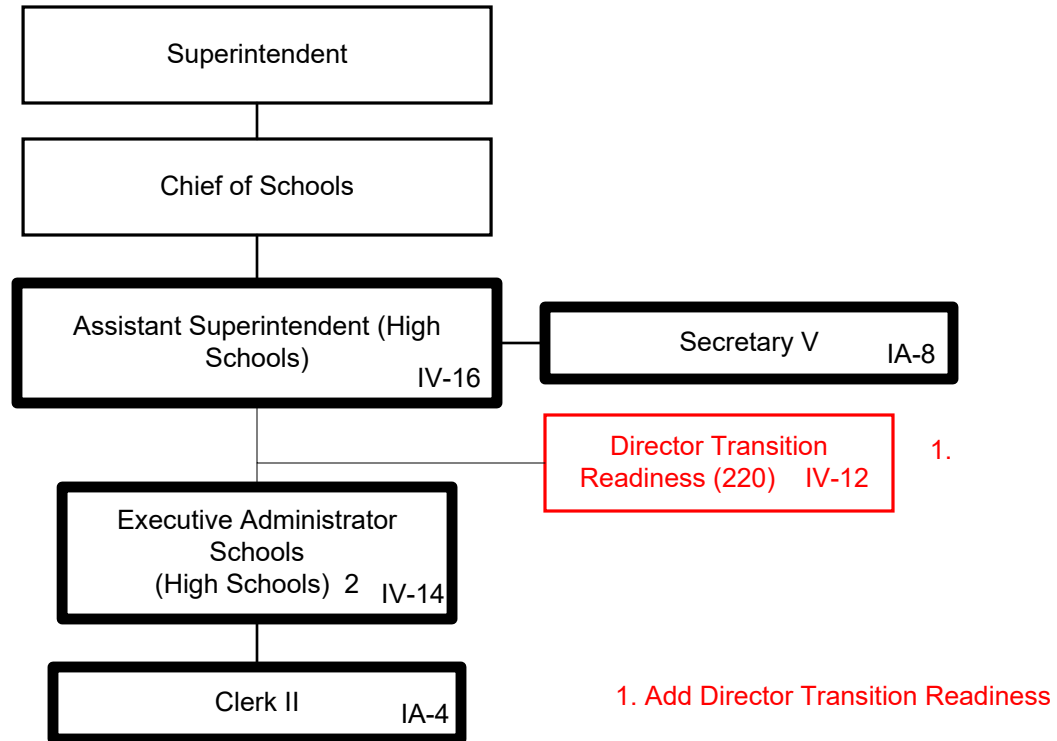 Superintendent
Chief of Schools
Assistant Superintendent (High
Schools)
IV-16
Secretary V
IA-8
Director Transition
Readiness (220) IV-12
1.
Executive Administrator
Schools
(High Schools) 2
IV-14
Clerk II
IA-4
1. Add Director Transition Readiness